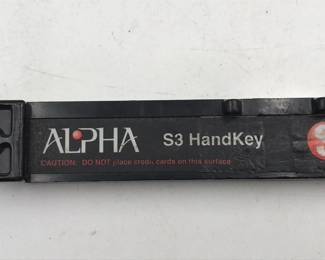 ALPHA S3 HandKey
CAUTION: DO NOT place credit cards on this surface